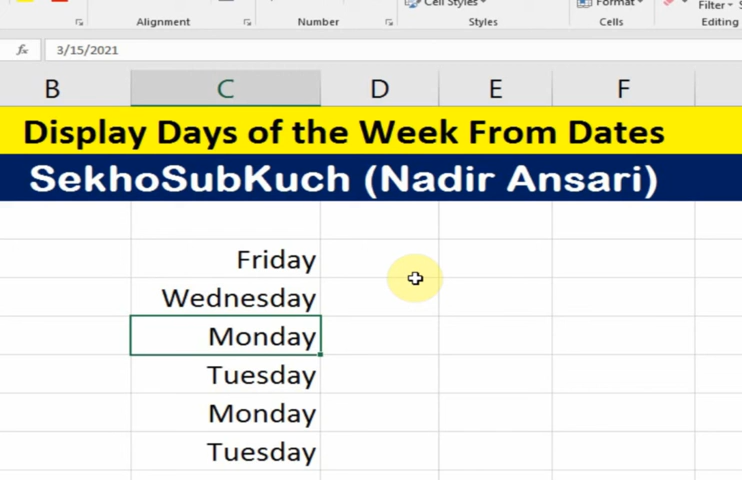 Cell Styles
Format
Filter
Alignment
Number
Styles
Cells
Editing
fx 3/15/2021
B C D E F
Display Days of the Week From Dates
SekhoSubKuch (Nadir Ansari)
Friday
Wednesday
Monday
Tuesday
Monday
Tuesday